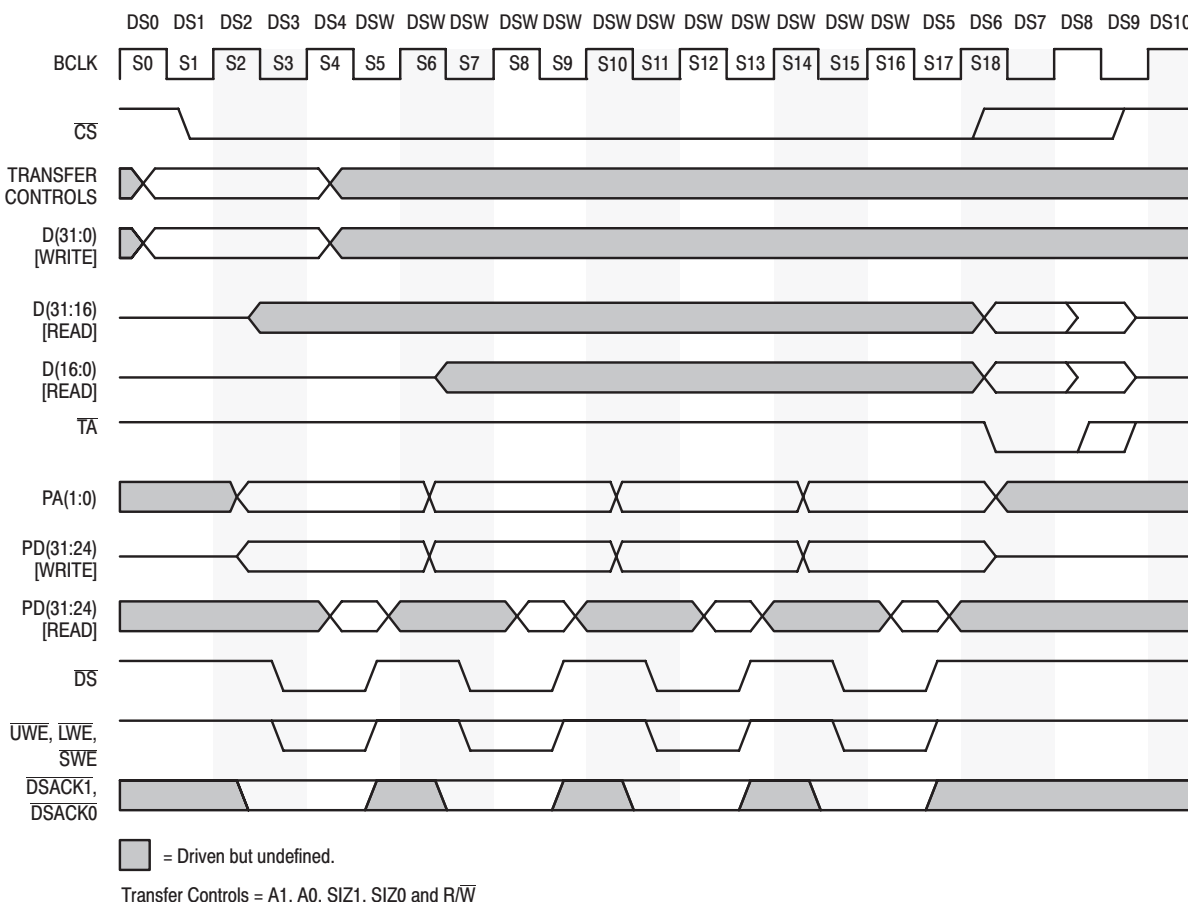 DS0 DS1 DS2 DS3 DS4 DSW DSW DSW DSW DSW DSW DSW DSW DSW DSW DSW DSW DS5 DS6 DS7 DS8 DS9 DS10
BCLK S0 S1 S2 S3 S4 S5 S6 S7 S8 S9 S10 S11 S12 S13 S14 S15 S16 S17 S18
CS
TRANSFER
CONTROLS
D(31:0)
[WRITE]
D(31:16)
[READ]
D(16:0)
[READ]
TA
PA(1:0)
PD(31:24)
[WRITE]
PD(31:24)
[READ]
DS
UWE, LWE,
SWE
DSACK1,
DSACK0
= Driven but undefined.
Transfer Controls = A1, A0, SIZ1, SIZ0 and R/W